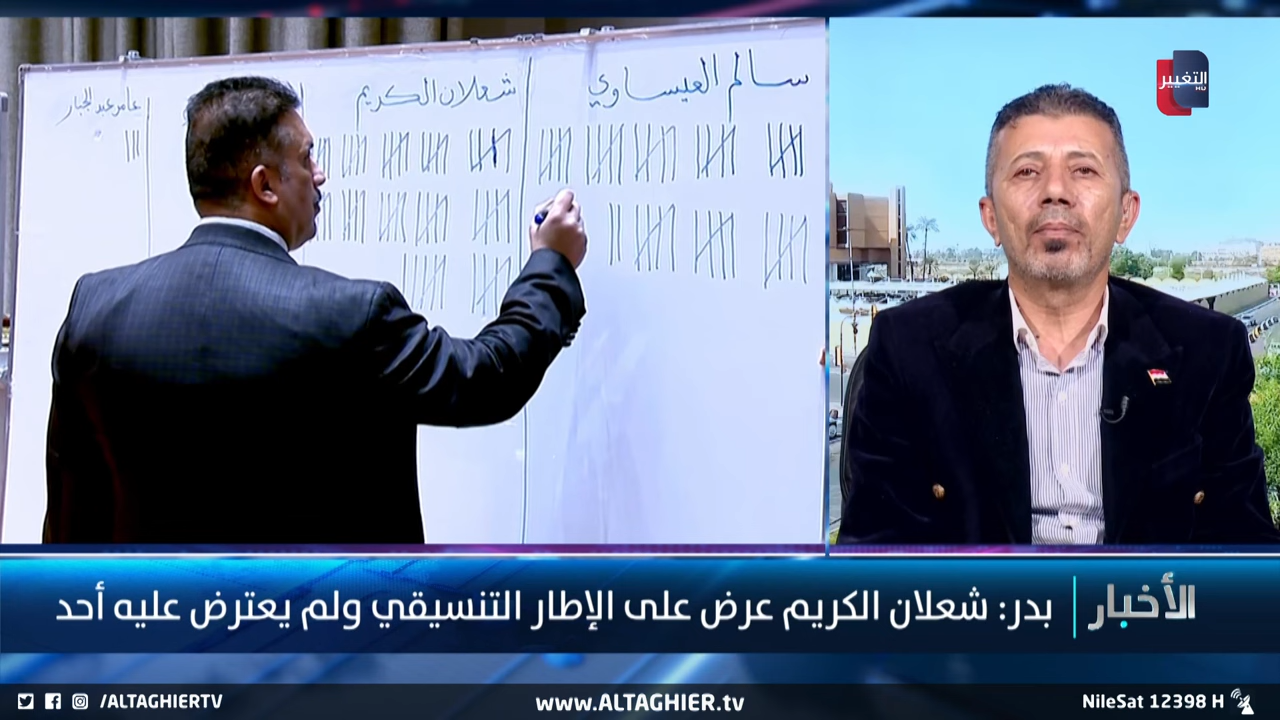 سالم العيساوي
شعلان الكريم
عامر عبد الجبار
التغيير
HD
الأخبار
بدر: شعلان الكريم عرض على الإطار التنسيقي ولم يعترض عليه أحد
/ALTAGHIERTV
www.ALTAGHIER.tv
NileSat 12398 H